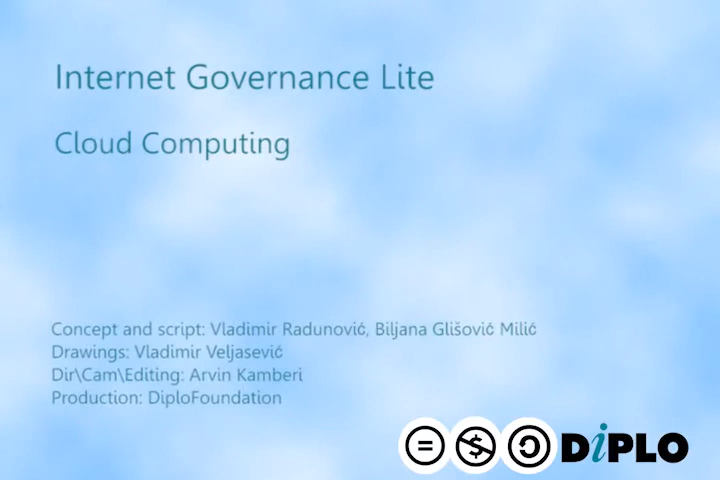 Internet Governance Lite
Cloud Computing
Concept and script: Vladimir Radunović, Biljana Glišović Milić
Drawings: Vladimir Veljasević
Dir\Cam\Editing: Arvin Kamberi
Production: DiploFoundation
DiPLO